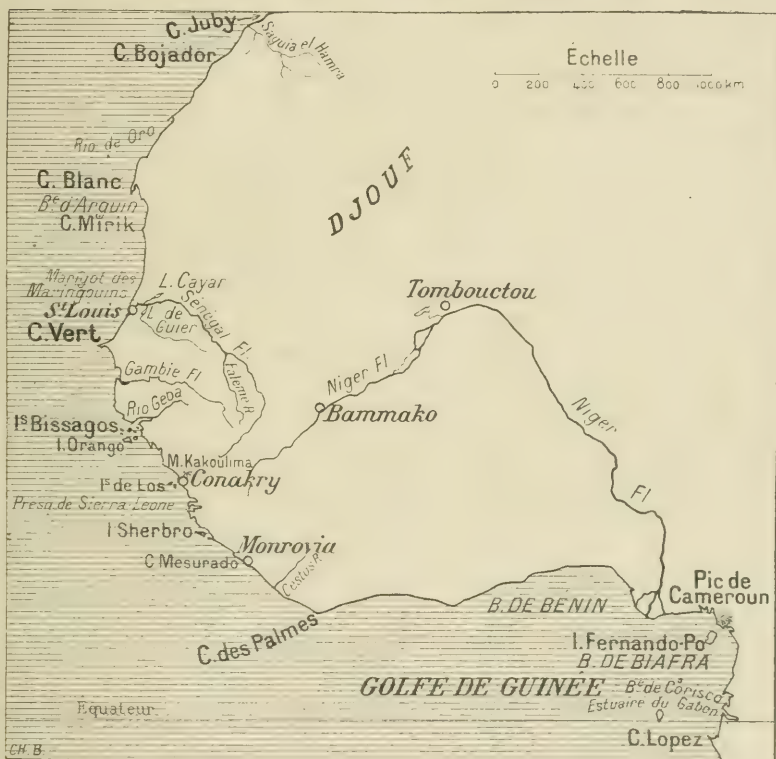 C. Juby
Saguia el Hamra
C. Bojador
Échelle
0 200 400 600 800 1000km
Rio de Oro
DJOUF
C. Blanc
Bᵉ d'Arguin
C. Mirik
Marigot des
Maringouins
L. Cayar
Sᵗ Louis
L. de
Guier
Sénégal Fl.
C. Vert
Tombouctou
Gambie Fl
Falémé R.
Niger Fl
Niger
Fl
Rio Geba
Bammako
Iˢ Bissagos
I. Orango
M. Kakoulima
Iˢ de Los
Conakry
Presq. de Sierra-Leone
I Sherbro
Monrovia
C Mesurado
Cestos R.
C. des Palmes
B. DE BENIN
Pic de
Cameroun
I. Fernando-Po
B. DE BIAFRA
GOLFE DE GUINÉE
Bᵉ de Corisco
Estuaire du Gabon
Equateur
C. Lopez
CH. B.